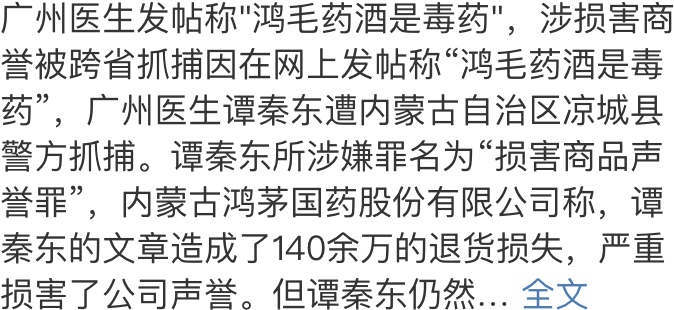 广州医生发帖称"鸿毛药酒是毒药"，涉损害商
誉被跨省抓捕因在网上发帖称“鸿毛药酒是毒
药”，广州医生谭秦东遭内蒙古自治区凉城县
警方抓捕。谭秦东所涉嫌罪名为“损害商品声
誉罪”，内蒙古鸿茅国药股份有限公司称，谭
秦东的文章造成了140余万的退货损失，严重
损害了公司声誉。但谭秦东仍然... 全文